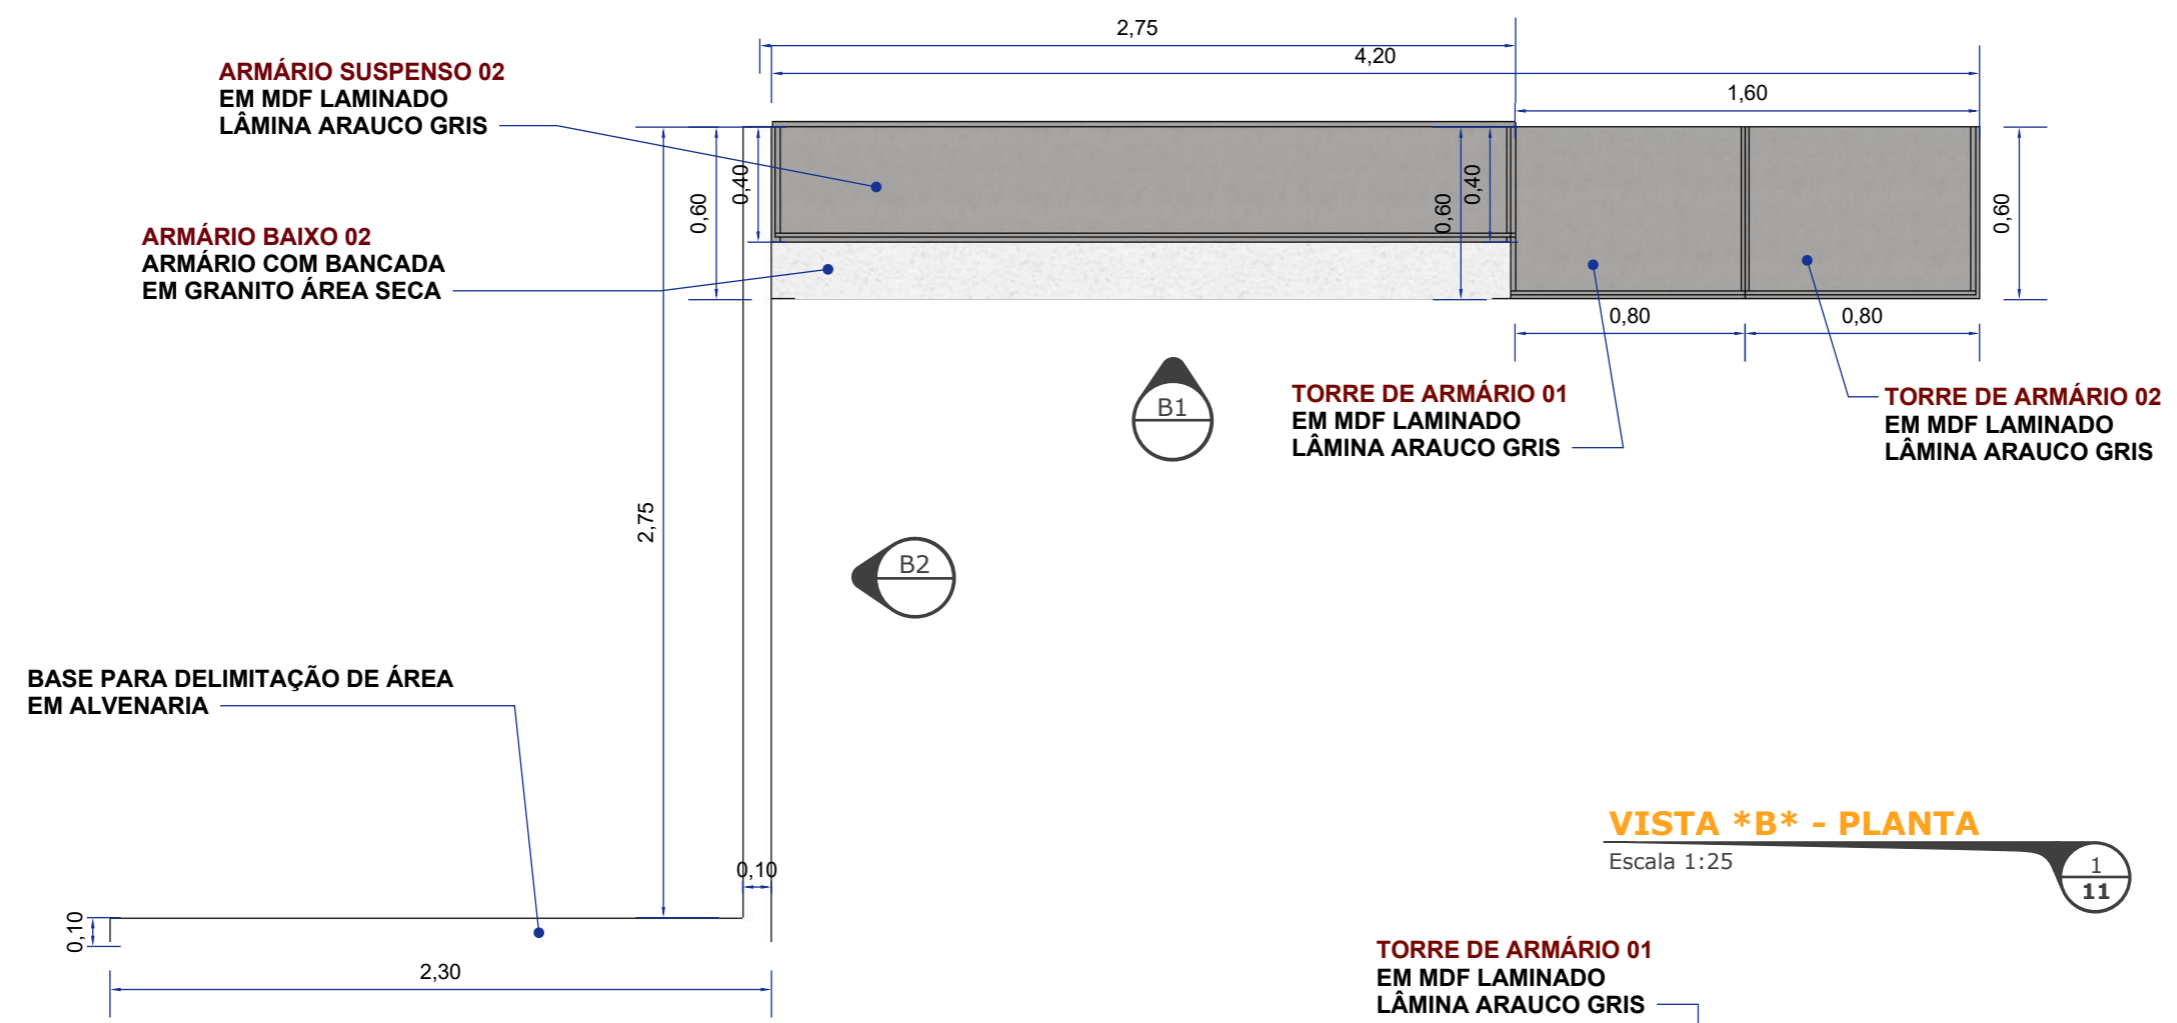 2,75
4,20
ARMÁRIO SUSPENSO 02
EM MDF LAMINADO
LÂMINA ARAUCO GRIS
1,60
0,60
0,40
0,60
0,40
0,60
ARMÁRIO BAIXO 02
ARMÁRIO COM BANCADA
EM GRANITO ÁREA SECA
0,80
0,80
B1
TORRE DE ARMÁRIO 01
EM MDF LAMINADO
LÂMINA ARAUCO GRIS
TORRE DE ARMÁRIO 02
EM MDF LAMINADO
LÂMINA ARAUCO GRIS
2,75
B2
BASE PARA DELIMITAÇÃO DE ÁREA
EM ALVENARIA
VISTA *B* - PLANTA
Escala 1:25
1
11
0,10
0,10
2,30
TORRE DE ARMÁRIO 01
EM MDF LAMINADO
LÂMINA ARAUCO GRIS